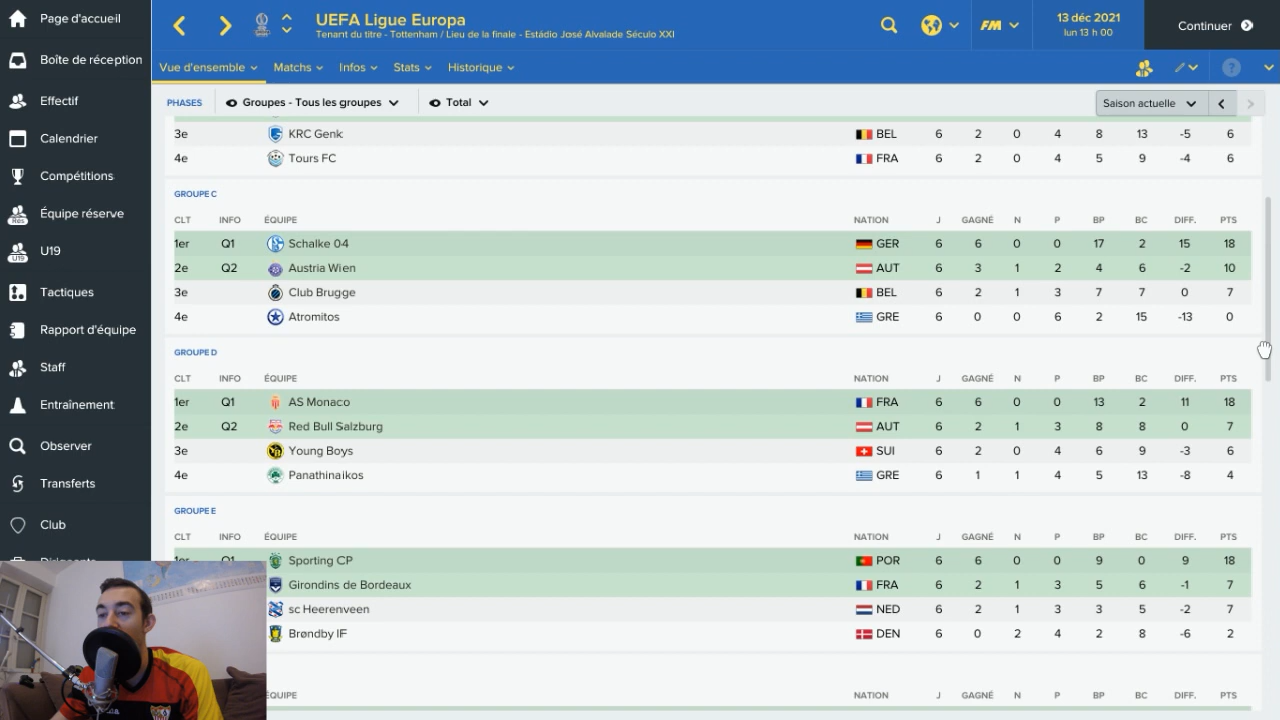 Page d'accueil
Boîte de réception
Effectif
Calendrier
Compétitions
Équipe réserve
U19
Tactiques
Rapport d'équipe
Staff
Entraînement
Observer
Transferts
Club
UEFA Ligue Europa
Tenant du titre - Tottenham / Lieu de la finale - Estádio José Alvalade Século XXI
FM
13 déc 2021
lun 13 h 00
Continuer
Vue d'ensemble Matchs Infos Stats Historique
PHASES Groupes - Tous les groupes Total Saison actuelle
3e KRC Genk BEL 6 2 0 4 8 13 -5 6
4e Tours FC FRA 6 2 0 4 5 9 -4 6
GROUPE C
CLT INFO ÉQUIPE NATION J GAGNÉ N P BP BC DIFF. PTS
1er Q1 Schalke 04 GER 6 6 0 0 17 2 15 18
2e Q2 Austria Wien AUT 6 3 1 2 4 6 -2 10
3e Club Brugge BEL 6 2 1 3 7 7 0 7
4e Atromitos GRE 6 0 0 6 2 15 -13 0
GROUPE D
CLT INFO ÉQUIPE NATION J GAGNÉ N P BP BC DIFF. PTS
1er Q1 AS Monaco FRA 6 6 0 0 13 2 11 18
2e Q2 Red Bull Salzburg AUT 6 2 1 3 8 8 0 7
3e Young Boys SUI 6 2 0 4 6 9 -3 6
4e Panathinaikos GRE 6 1 1 4 5 13 -8 4
GROUPE E
CLT INFO ÉQUIPE NATION J GAGNÉ N P BP BC DIFF. PTS
1er Q1 Sporting CP POR 6 6 0 0 9 0 9 18
Girondins de Bordeaux FRA 6 2 1 3 5 6 -1 7
sc Heerenveen NED 6 2 1 3 3 5 -2 7
Brøndby IF DEN 6 0 2 4 2 8 -6 2
ÉQUIPE NATION J GAGNÉ N P BP BC DIFF. PTS